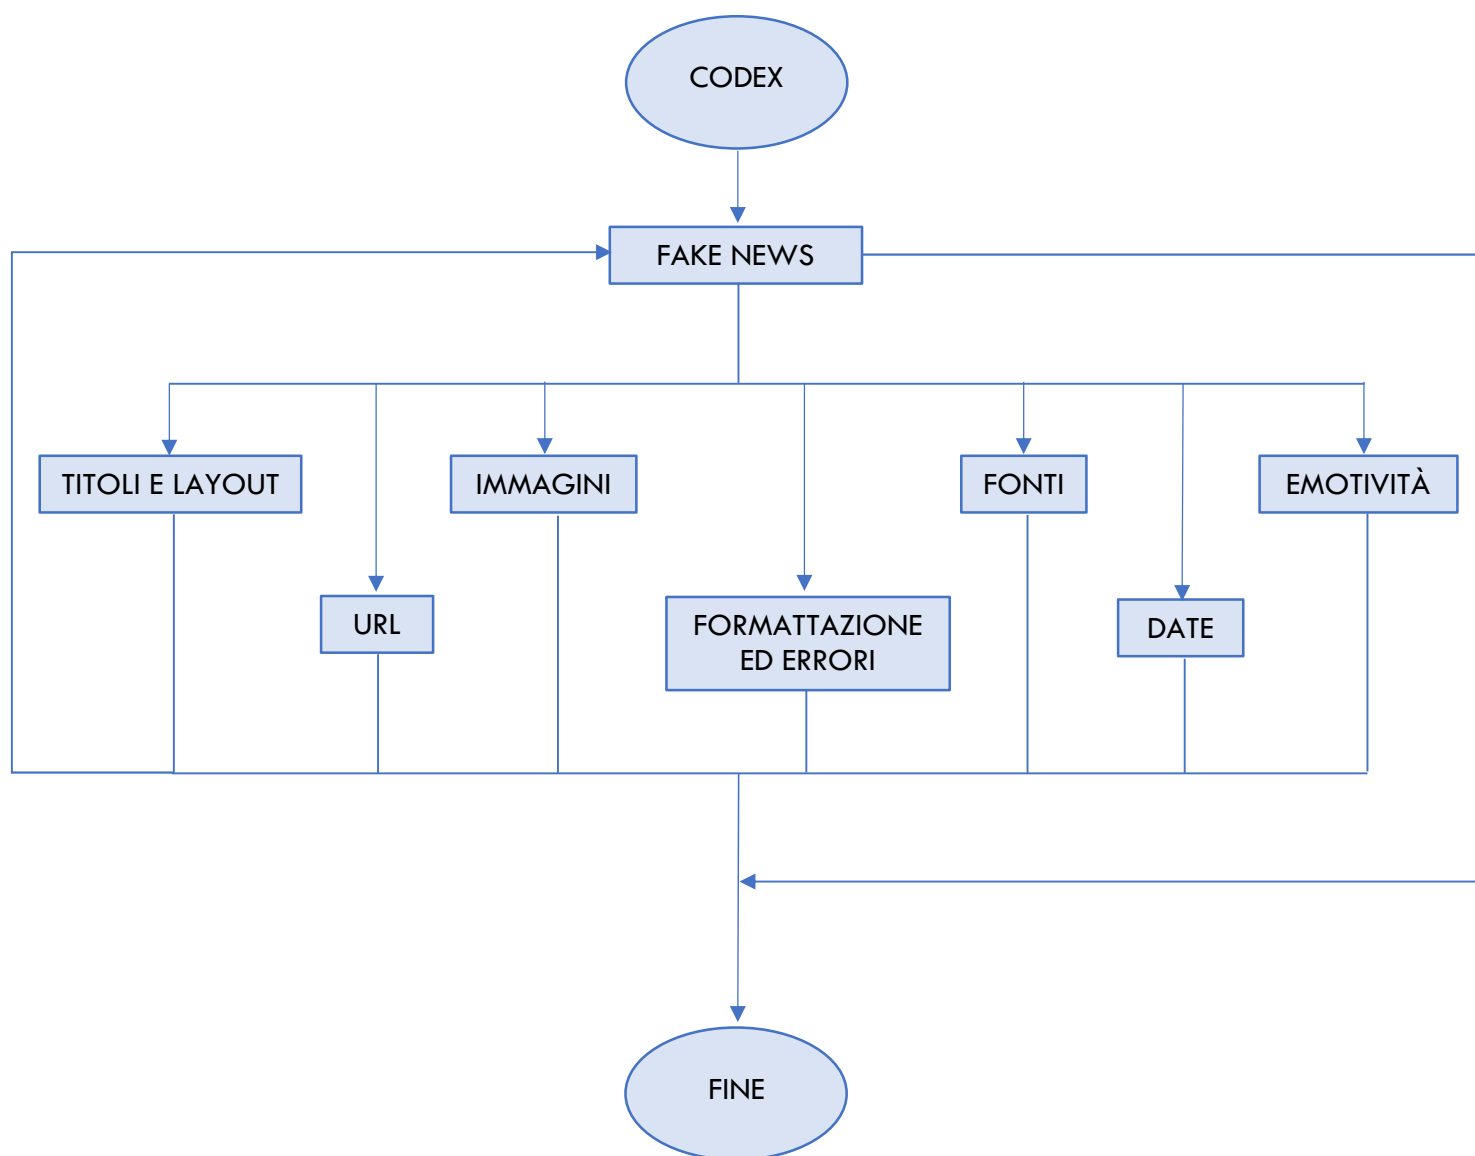 CODEX
FAKE NEWS
TITOLI E LAYOUT
IMMAGINI
FONTI
EMOTIVITÀ
URL
FORMATTAZIONE
ED ERRORI
DATE
FINE